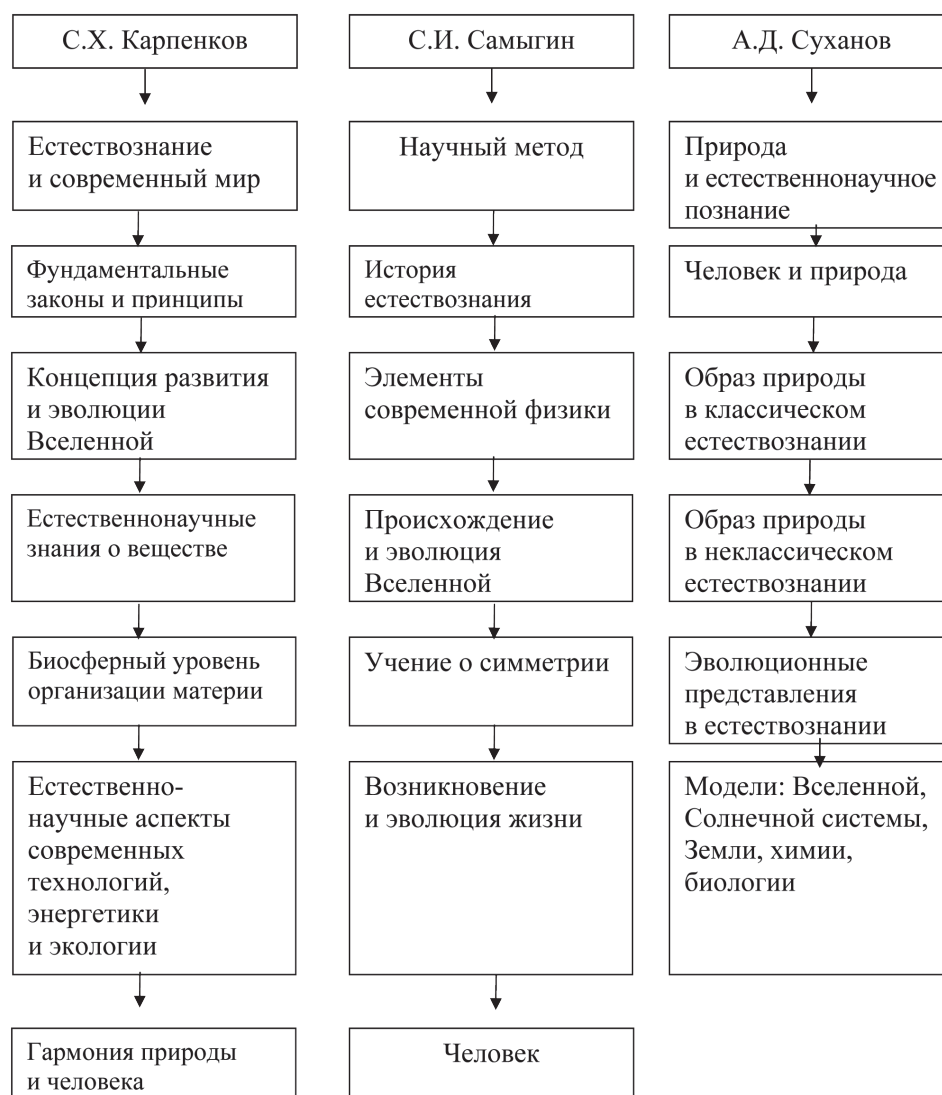 С.Х. Карпенков
Естествознание
и современный мир
Фундаментальные
законы и принципы
Концепция развития
и эволюции
Вселенной
Естественнонаучные
знания о веществе
Биосферный уровень
организации материи
Естественно-
научные аспекты
современных
технологий,
энергетики
и экологии
Гармония природы
и человека
С.И. Самыгин
Научный метод
История
естествознания
Элементы
современной физики
Происхождение
и эволюция
Вселенной
Учение о симметрии
Возникновение
и эволюция жизни
Человек
А.Д. Суханов
Природа
и естественнонаучное
познание
Человек и природа
Образ природы
в классическом
естествознании
Образ природы
в неклассическом
естествознании
Эволюционные
представления
в естествознании
Модели: Вселенной,
Солнечной системы,
Земли, химии,
биологии